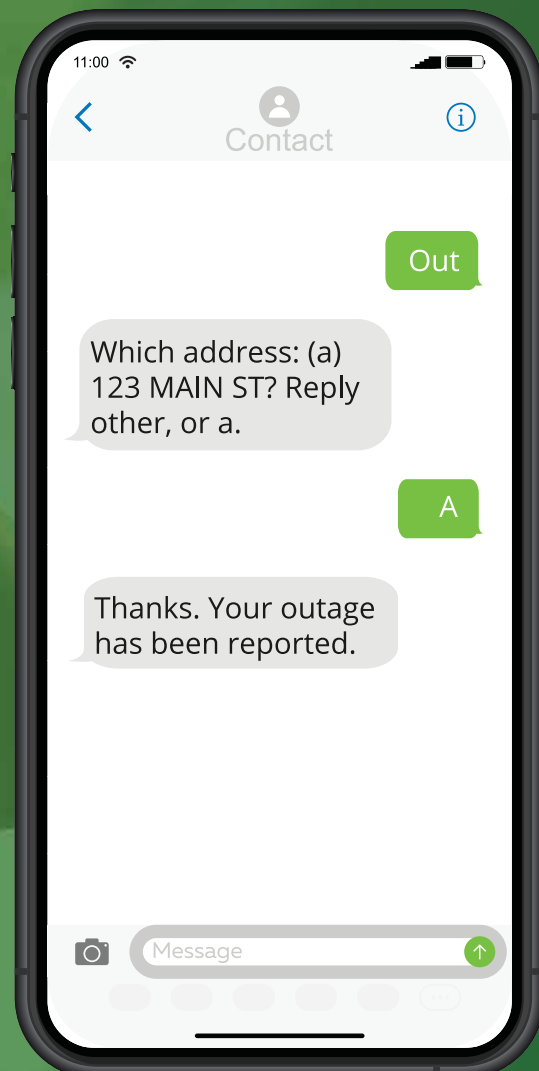 11:00
Contact
Out
Which address: (a)
123 MAIN ST? Reply
other, or a.
A
Thanks. Your outage
has been reported.
Message